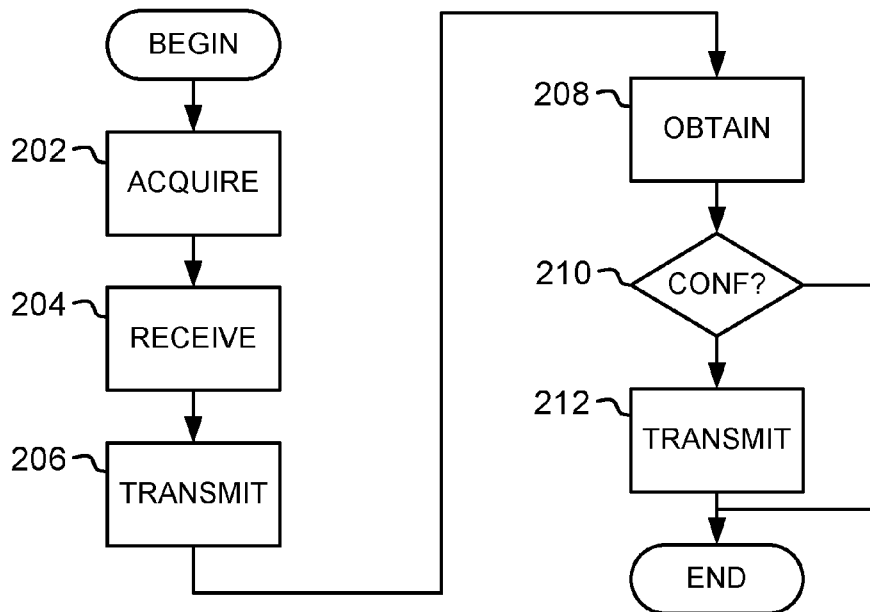 BEGIN
202
ACQUIRE
204
RECEIVE
206
TRANSMIT
208
OBTAIN
210
CONF?
212
TRANSMIT
END